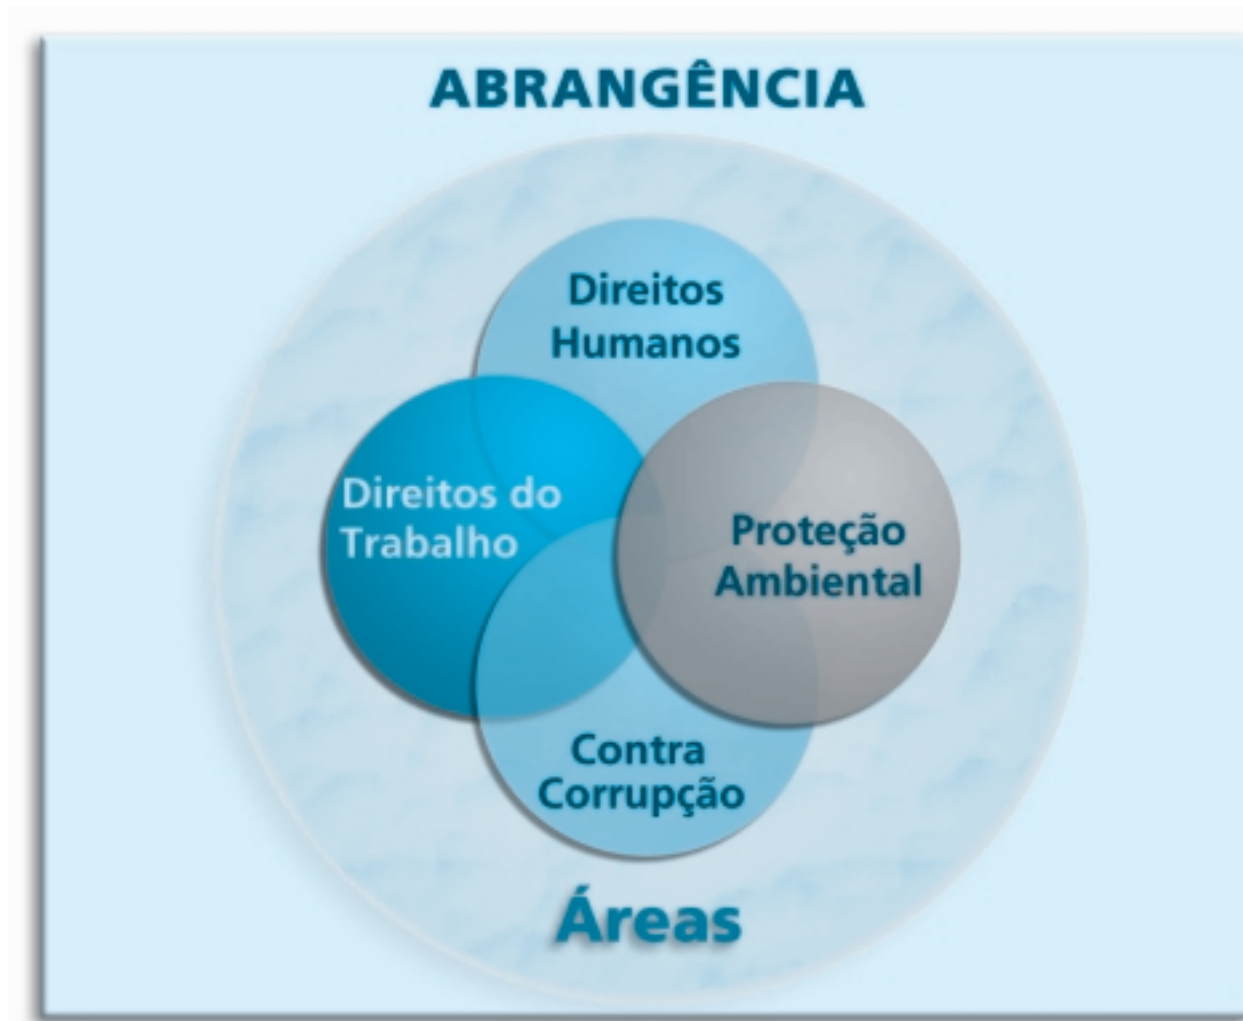 ABRANGÊNCIA
Direitos
Humanos
Direitos do
Trabalho
Proteção
Ambiental
Contra
Corrupção
Áreas